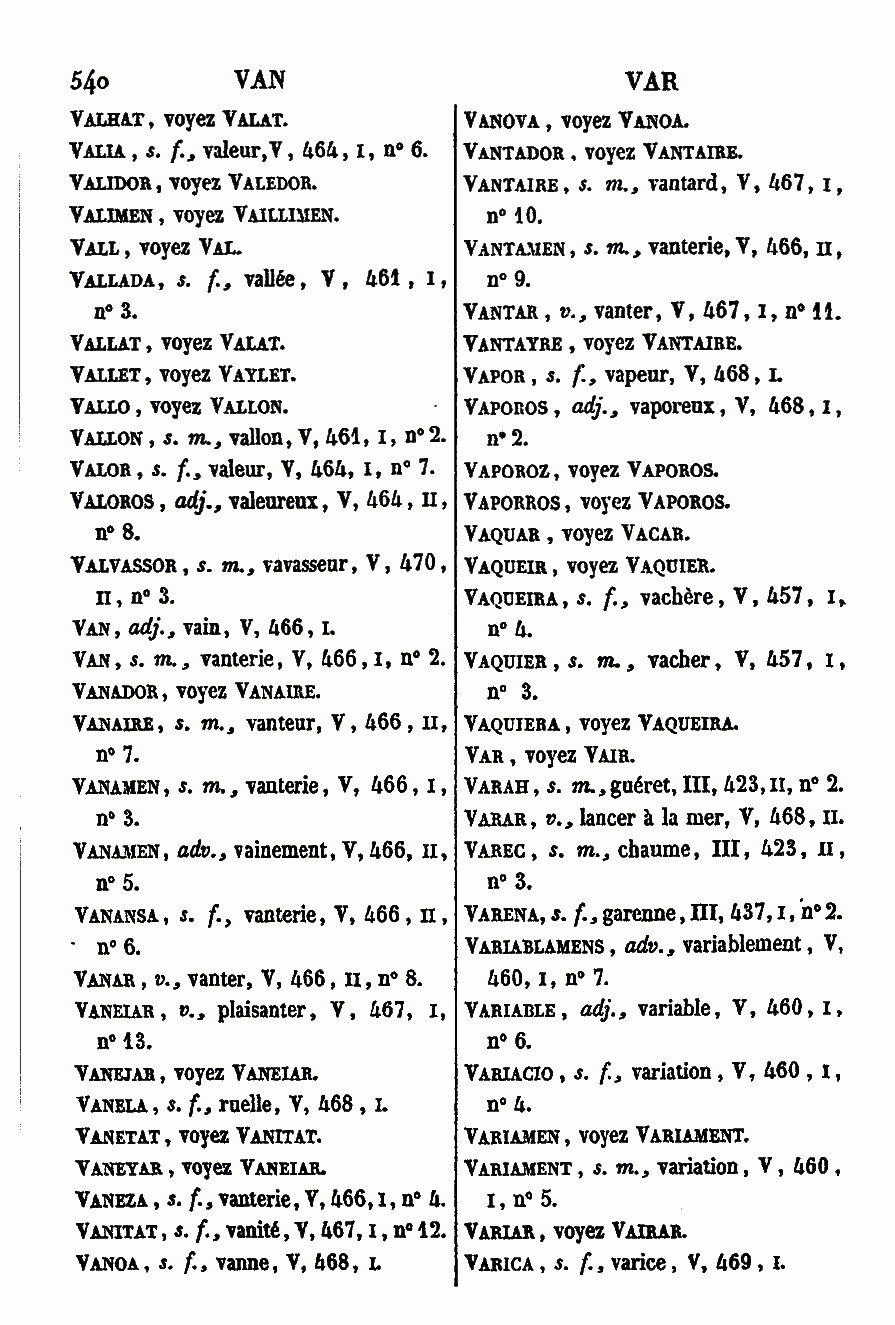 540 VAN VAR
VALHAT, voyez VALAT.
VALIA, s. f., valeur, V, 464, I, n° 6.
VALIDOR, voyez VALEDOR.
VALIMEN, voyez VAILLIMEN.
VALL, voyez VAL.
VALLADA, s. f., vallée, V, 461, I,
n° 3.
VALLAT, voyez VALAT.
VALLET, voyez VAYLET.
VALLO, voyez VALLON.
VALLON, s. m., vallon, V, 461, I, n° 2.
VALOR, s. f., valeur, V, 464, I, n° 7.
VALOROS, adj., valeureux, V, 464, II,
n° 8.
VALVASSOR, s. m., vavasseur, V, 470,
II, n° 3.
VAN, adj., vain, V, 466, I.
VAN, s. m., vanterie, V, 466, I, n° 2.
VANADOR, voyez VANAIRE.
VANAIRE, s. m., vanteur, V, 466, II,
n° 7.
VANAMEN, s. m., vanterie, V, 466, I,
n° 3.
VANAMEN, adv., vainement, V, 466, II,
n° 5.
VANANSA, s. f., vanterie, V, 466, II,
n° 6.
VANAR, v., vanter, V, 466, II, n° 8.
VANEIAR, v., plaisanter, V, 467, I,
n° 13.
VANEJAR, voyez VANEIAR.
VANELA, s. f., ruelle, V, 468, I.
VANETAT, voyez VANITAT.
VANEYAR, voyez VANEIAR.
VANEZA, s. f., vanterie, V, 466, I, n° 4.
VANITAT, s. f., vanité, V, 467, I, n° 12.
VANOA, s. f., vanne, V, 468, I.
VANOVA, voyez VANOA.
VANTADOR, voyez VANTAIRE.
VANTAIRE, s. m., vantard, V, 467, I,
n° 10.
VANTAMEN, s. m., vanterie, V, 466, II,
n° 9.
VANTAR, v., vanter, V, 467, I, n° 11.
VANTAYRE, voyez VANTAIRE.
VAPOR, s. f., vapeur, V, 468, I.
VAPOROS, adj., vaporeux, V, 468, I,
n° 2.
VAPOROZ, voyez VAPOROS.
VAPORROS, voyez VAPOROS.
VAQUAR, voyez VACAR.
VAQUEIR, voyez VAQUIER.
VAQUEIRA, s. f., vachère, V, 457, I,
n° 4.
VAQUIER, s. m., vacher, V, 457, I,
n° 3.
VAQUIERA, voyez VAQUEIRA.
VAR, voyez VAIR.
VARAH, s. m., guéret, III, 423, II, n° 2.
VARAR, v., lancer à la mer, V, 468, II.
VAREC, s. m., chaume, III, 423, II,
n° 3.
VARENA, s. f., garenne, III, 437, I, n° 2.
VARIABLAMENS, adv., variablement, V,
460, I, n° 7.
VARIABLE, adj., variable, V, 460, I,
n° 6.
VARIACIO, s. f., variation, V, 460, I,
n° 4.
VARIAMEN, voyez VARIAMENT.
VARIAMENT, s. m., variation, V, 460,
I, n° 5.
VARIAR, voyez VAIRAR.
VARICA, s. f., varice, V, 469, I.